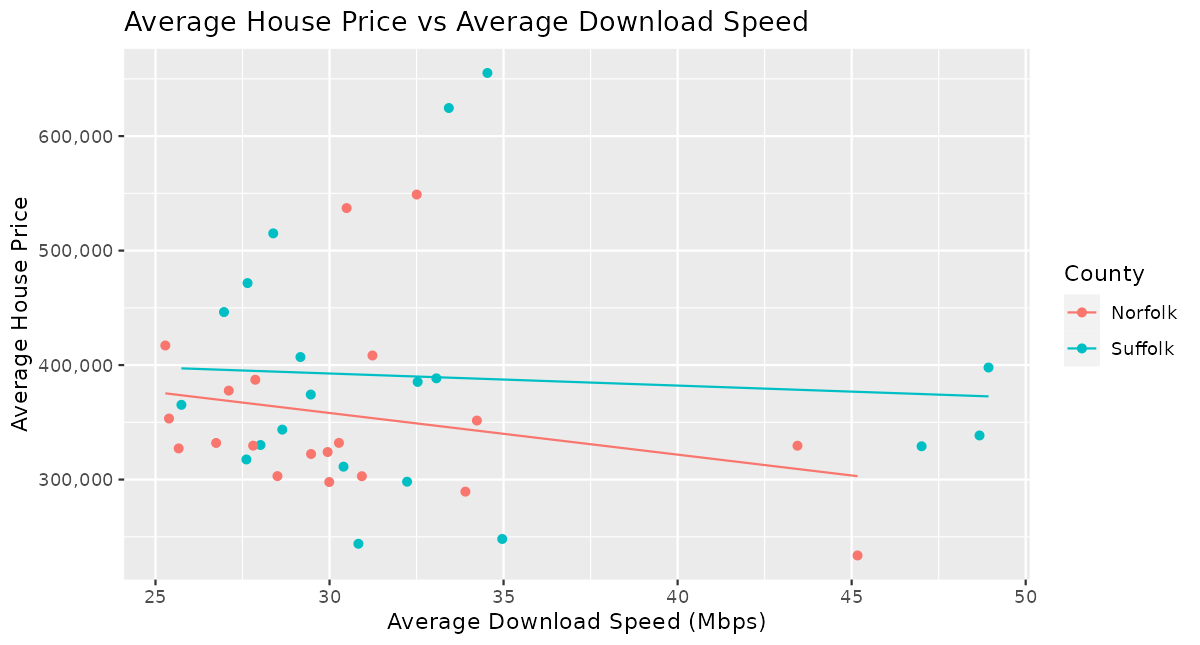 Average House Price vs Average Download Speed
Average House Price
600,000
500,000
400,000
300,000
25
30
35
40
45
50
Average Download Speed (Mbps)
County
Norfolk
Suffolk